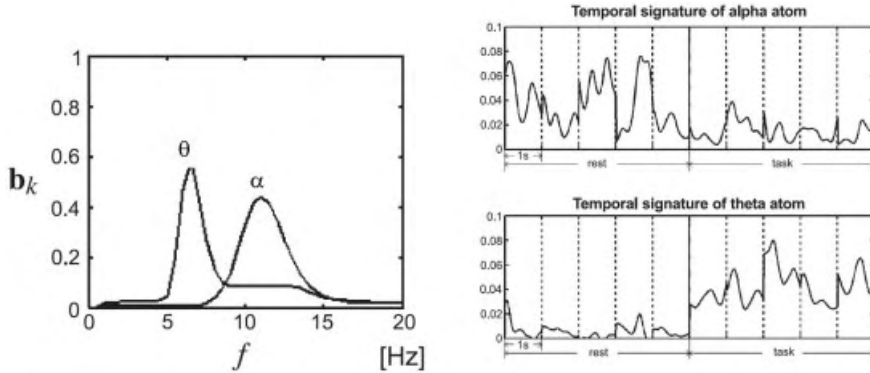 1
0.8
0.6
0.4
0.2
0
b_k
θ
α
0 5 10 15 20
f [Hz]
Temporal signature of alpha atom
0.1
0.08
0.06
0.04
0.02
0
1s
rest task
Temporal signature of theta atom
0.1
0.08
0.06
0.04
0.02
0
1s
rest task